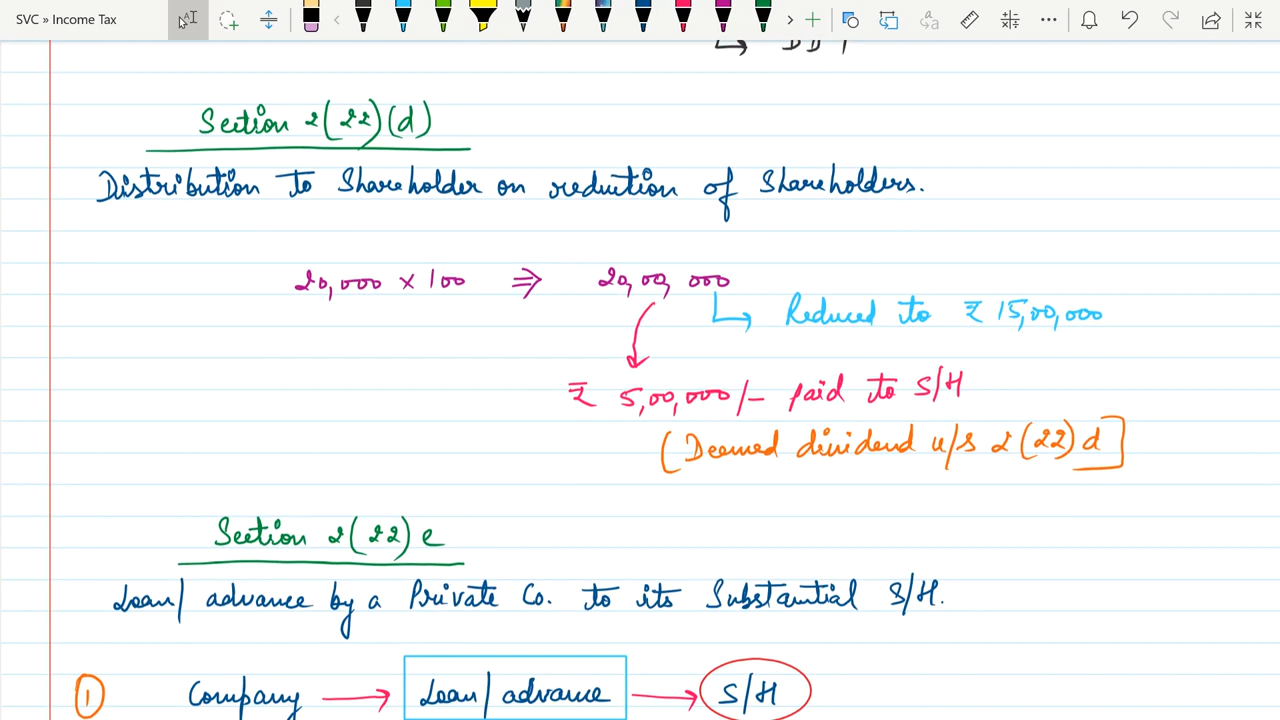 SVC » Income Tax
↳ DDT
Section 2(22)(d)
Distribution to Shareholder on reduction of Shareholders.
20,000 × 100 ⇒ 20,00,000
↳ Reduced to ₹ 15,00,000
₹ 5,00,000/- paid to S/H
(Deemed dividend u/s 2(22)d]
Section 2(22)e
Loan/advance by a Private Co. to its Substantial S/H.
① Company → Loan/advance → S/H